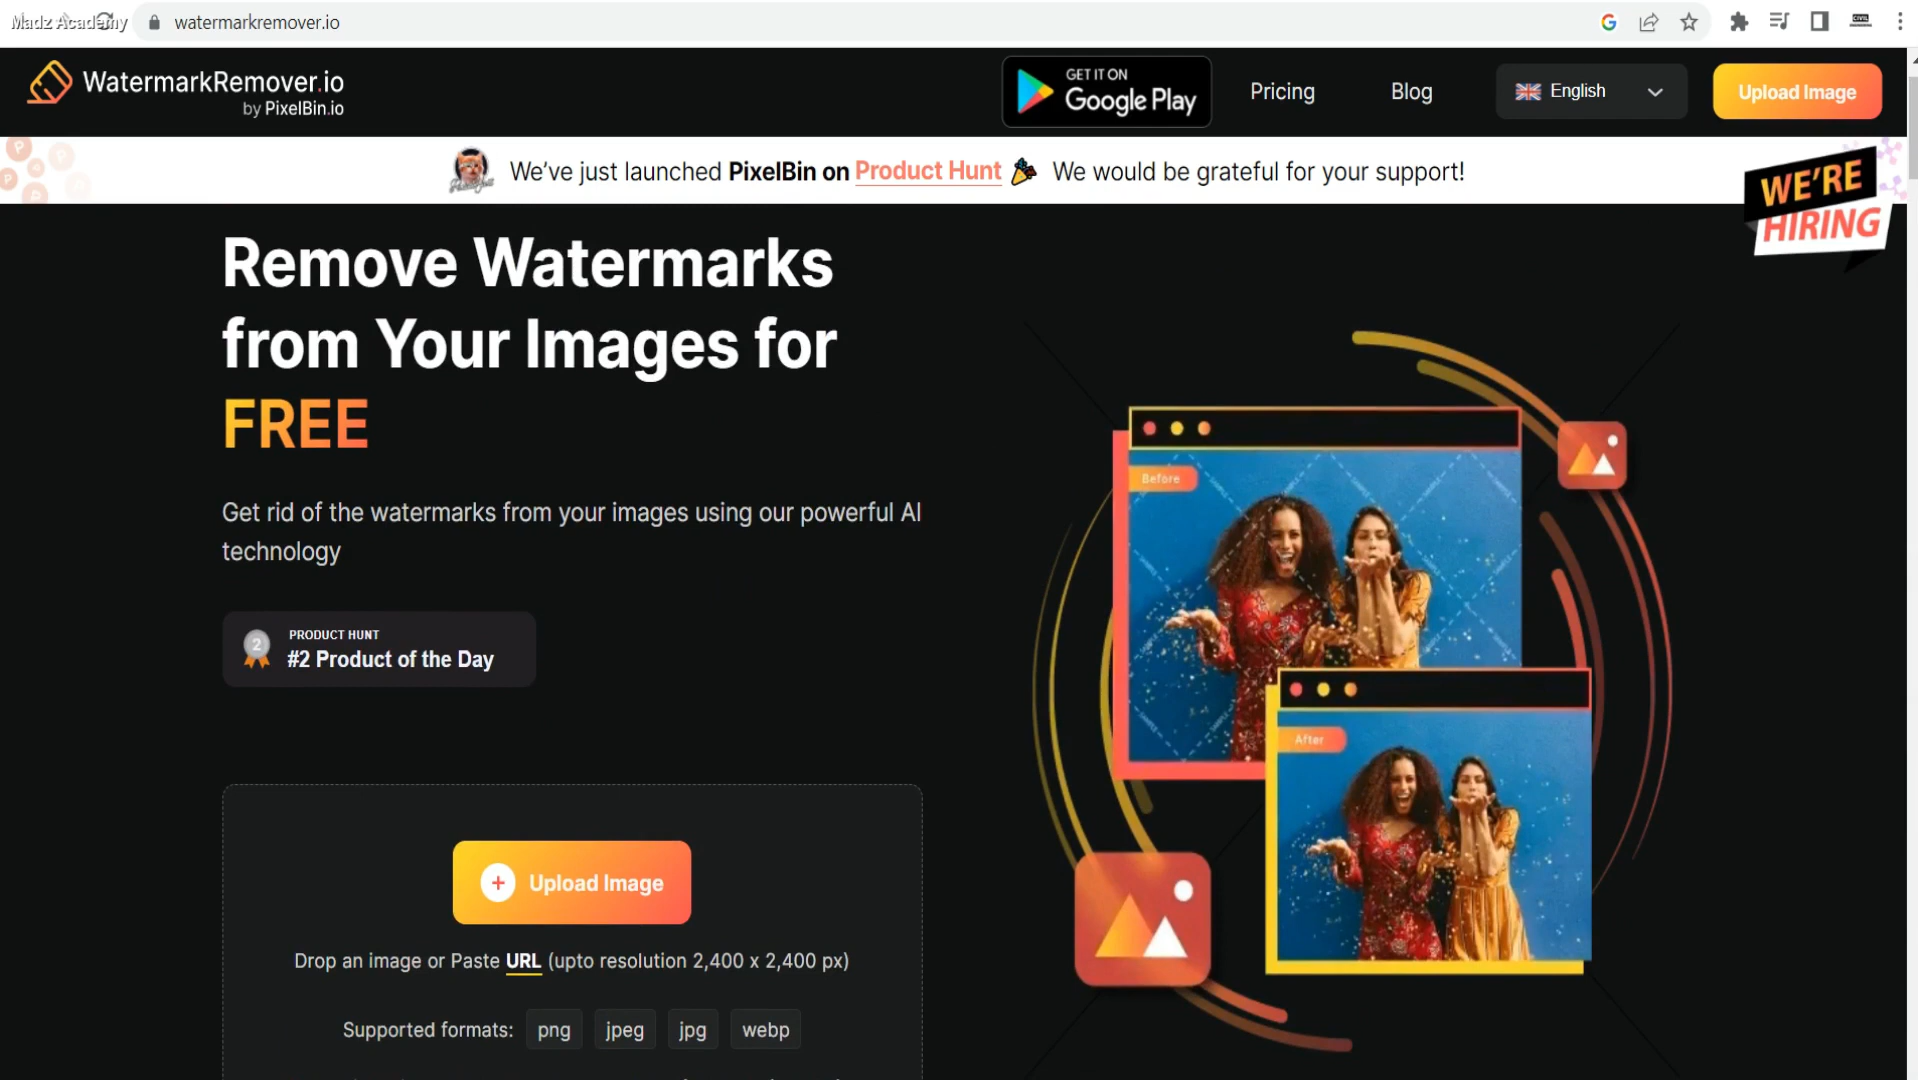 Madz Academy
watermarkremover.io
WatermarkRemover.io
by PixelBin.io
GET IT ON
Google Play
Pricing
Blog
English
Upload Image
We've just launched PixelBin on Product Hunt 🎉 We would be grateful for your support!
WE'RE
HIRING
Remove Watermarks
from Your Images for
FREE
Get rid of the watermarks from your images using our powerful AI
technology
2
PRODUCT HUNT
#2 Product of the Day
Before
After
Upload Image
Drop an image or Paste URL (upto resolution 2,400 x 2,400 px)
Supported formats: png jpeg jpg webp